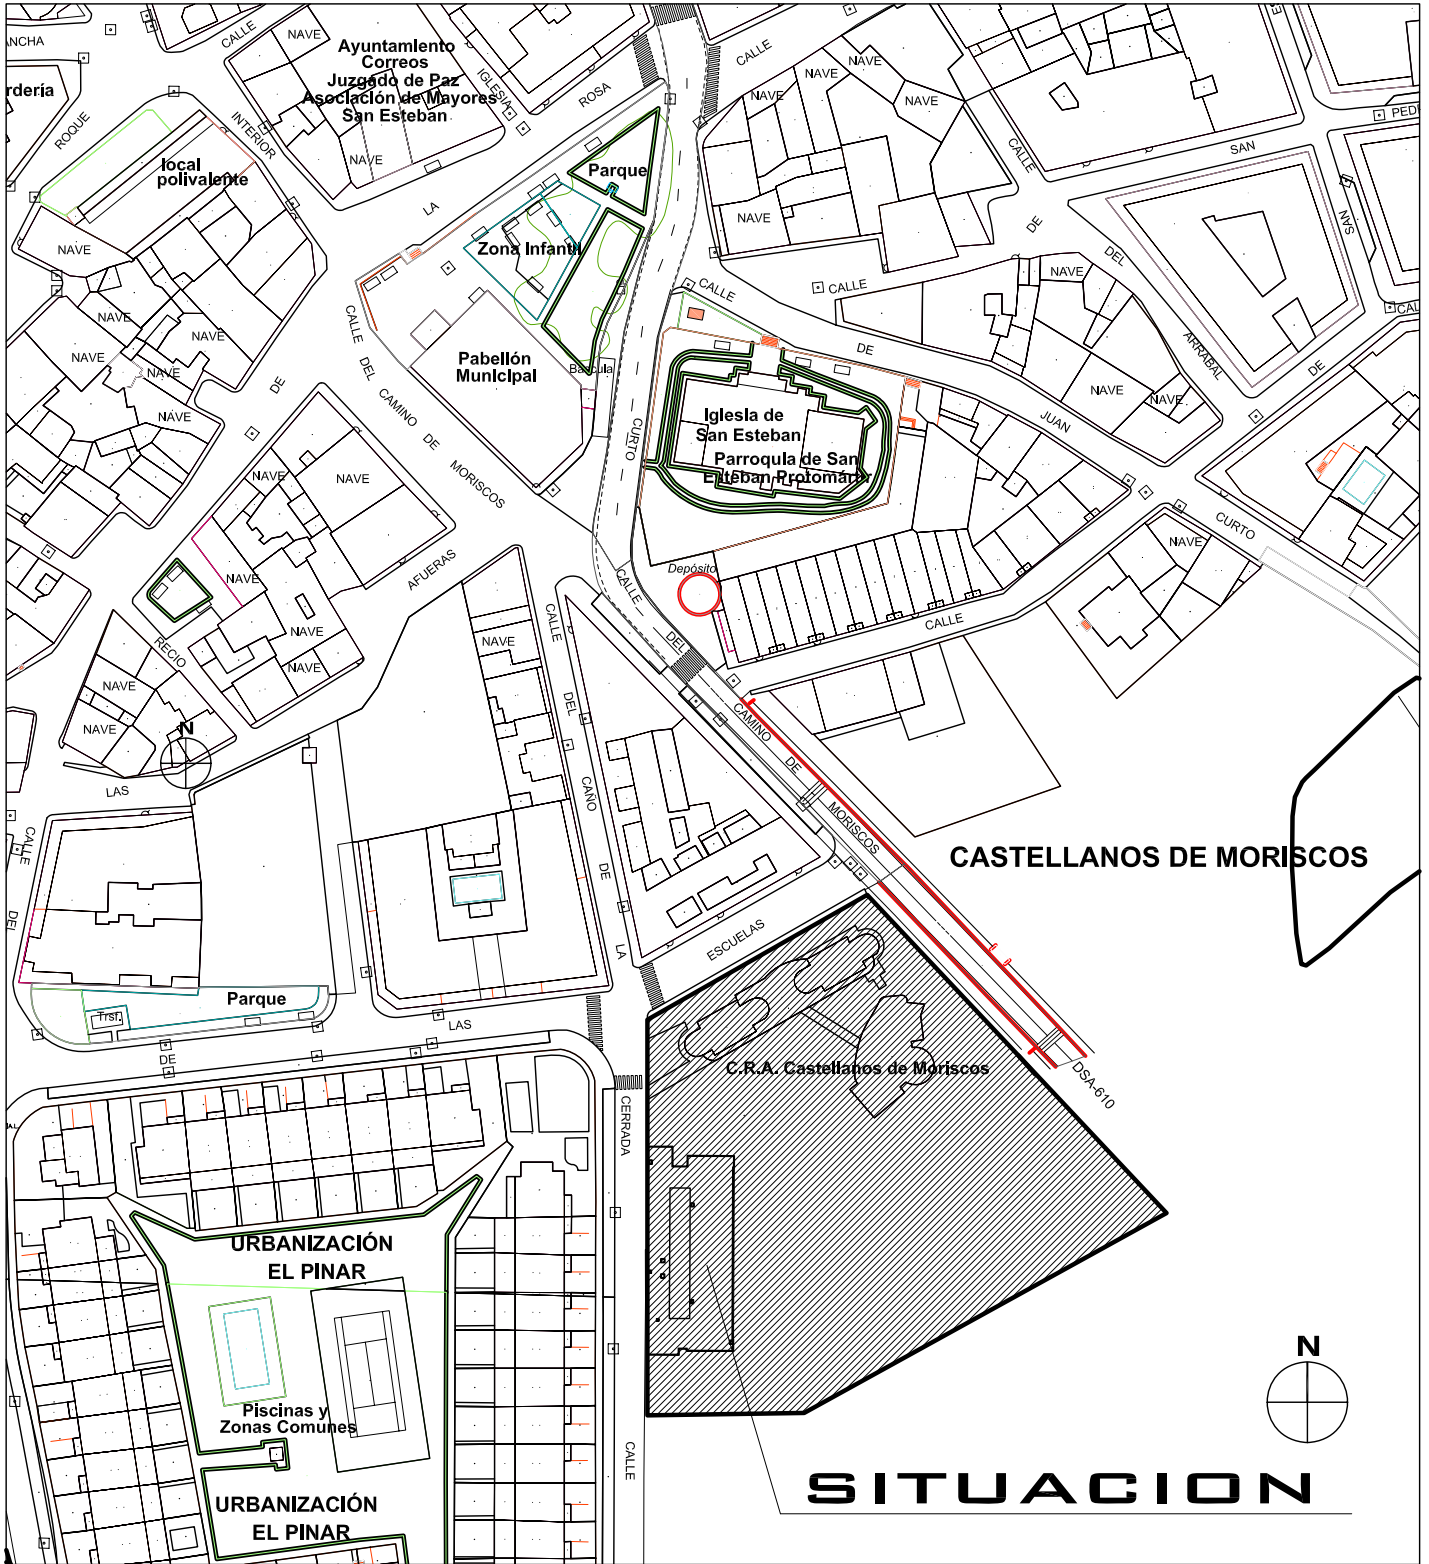 ANCHA
CALLE
NAVE
Ayuntamiento
Correos
Juzgado de Paz
Asociación de Mayores
San Esteban
IGLESIA
ROSA
CALLE
NAVE
NAVE
NAVE
NAVE
rdería
ROQUE
INTERIOR
NAVE
LA
local
polivalente
NAVE
Parque
Zona Infantil
NAVE
CALLE
SAN
PED
SAN
DE
DEL
NAVE
CALLE
CALLE
DE
ARRABAL
DE
CAL
NAVE
NAVE
NAVE
NAVE
NAVE
DE
CALLE DEL CAMINO DE MORISCOS
Pabellón
Municipal
Báscula
CURTO
Iglesia de
San Esteban
Parroquia de San
Esteban Protomártir
JUAN
NAVE
NAVE
CURTO
NAVE
NAVE
NAVE
NAVE
AFUERAS
Depósito
CALLE
DEL
CAMINO
DE
MORISCOS
CALLE
NAVE
RECIO
NAVE
NAVE
NAVE
NAVE
NAVE
N
LAS
CALLE
DEL
CALLE
DEL
CAÑO
DE
LA
CASTELLANOS DE MORISCOS
ESCUELAS
Parque
Trsf.
DE
LAS
C.R.A. Castellanos de Moriscos
DSA-610
CERRADA
URBANIZACIÓN
EL PINAR
Piscinas y
Zonas Comunes
CALLE
URBANIZACIÓN
EL PINAR
N
SITUACION